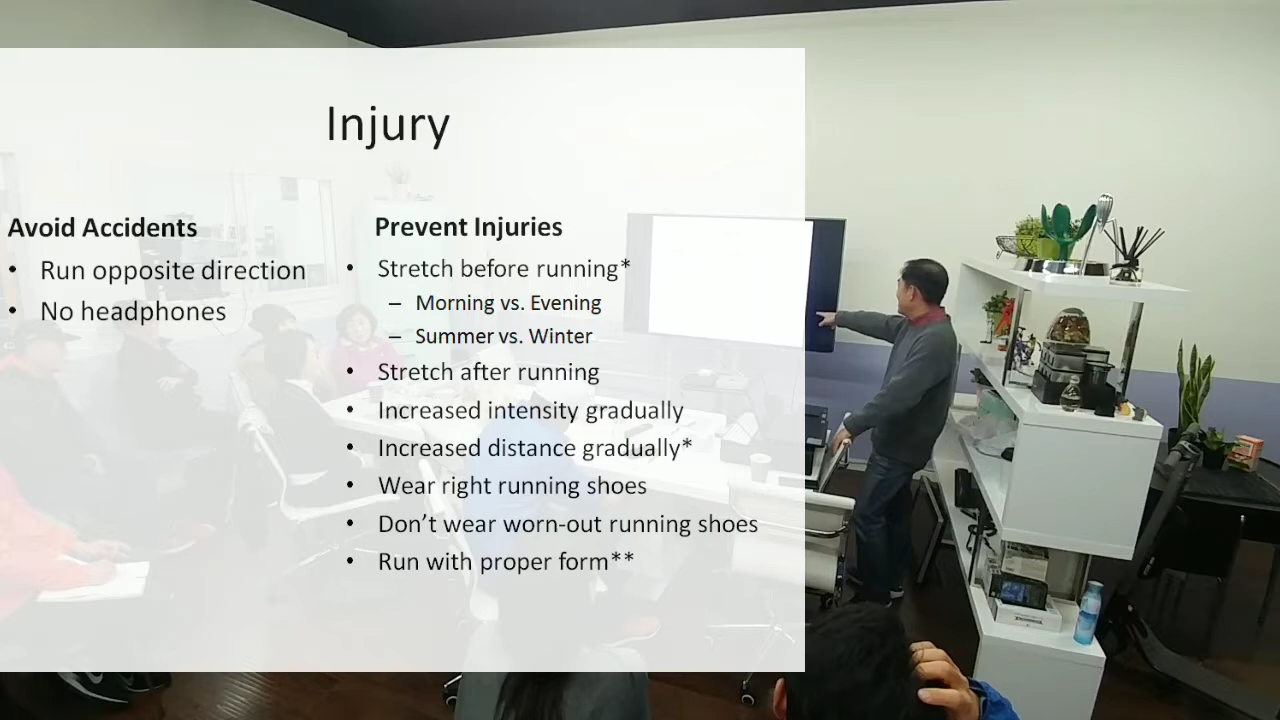 Injury
Avoid Accidents
• Run opposite direction
• No headphones
Prevent Injuries
• Stretch before running*
– Morning vs. Evening
– Summer vs. Winter
• Stretch after running
• Increased intensity gradually
• Increased distance gradually*
• Wear right running shoes
• Don’t wear worn-out running shoes
• Run with proper form**